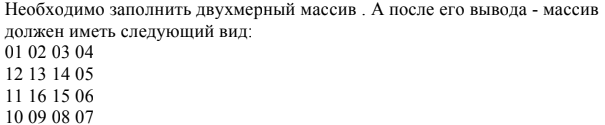 Необходимо заполнить двухмерный массив . А после его вывода - массив
должен иметь следующий вид:
01 02 03 04
12 13 14 05
11 16 15 06
10 09 08 07